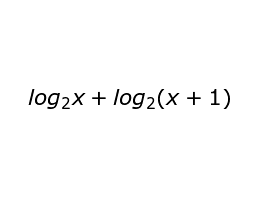 log₂x + log₂(x + 1)